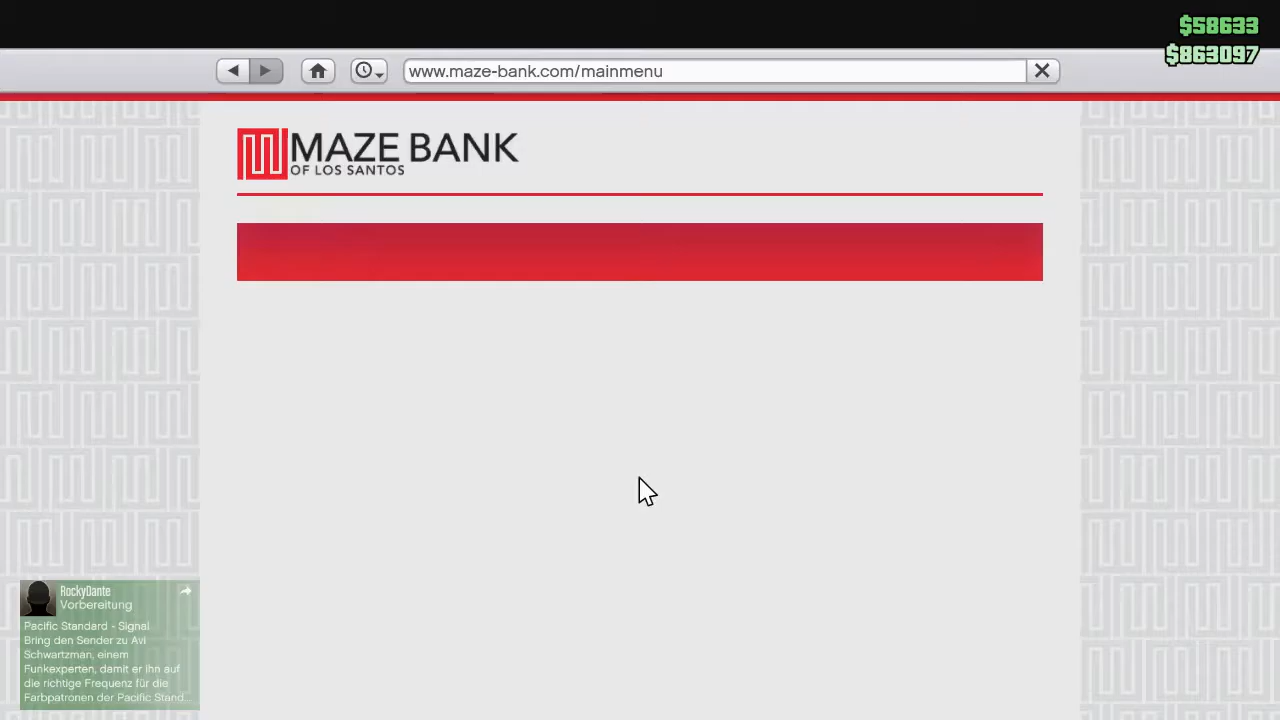 $58633
$863097
www.maze-bank.com/mainmenu
MAZE BANK
OF LOS SANTOS
RockyDante
Vorbereitung
Pacific Standard - Signal
Bring den Sender zu Avi
Schwartzman, einem
Funkexperten, damit er ihn auf
die richtige Frequenz für die
Farbpatronen der Pacific Stand...